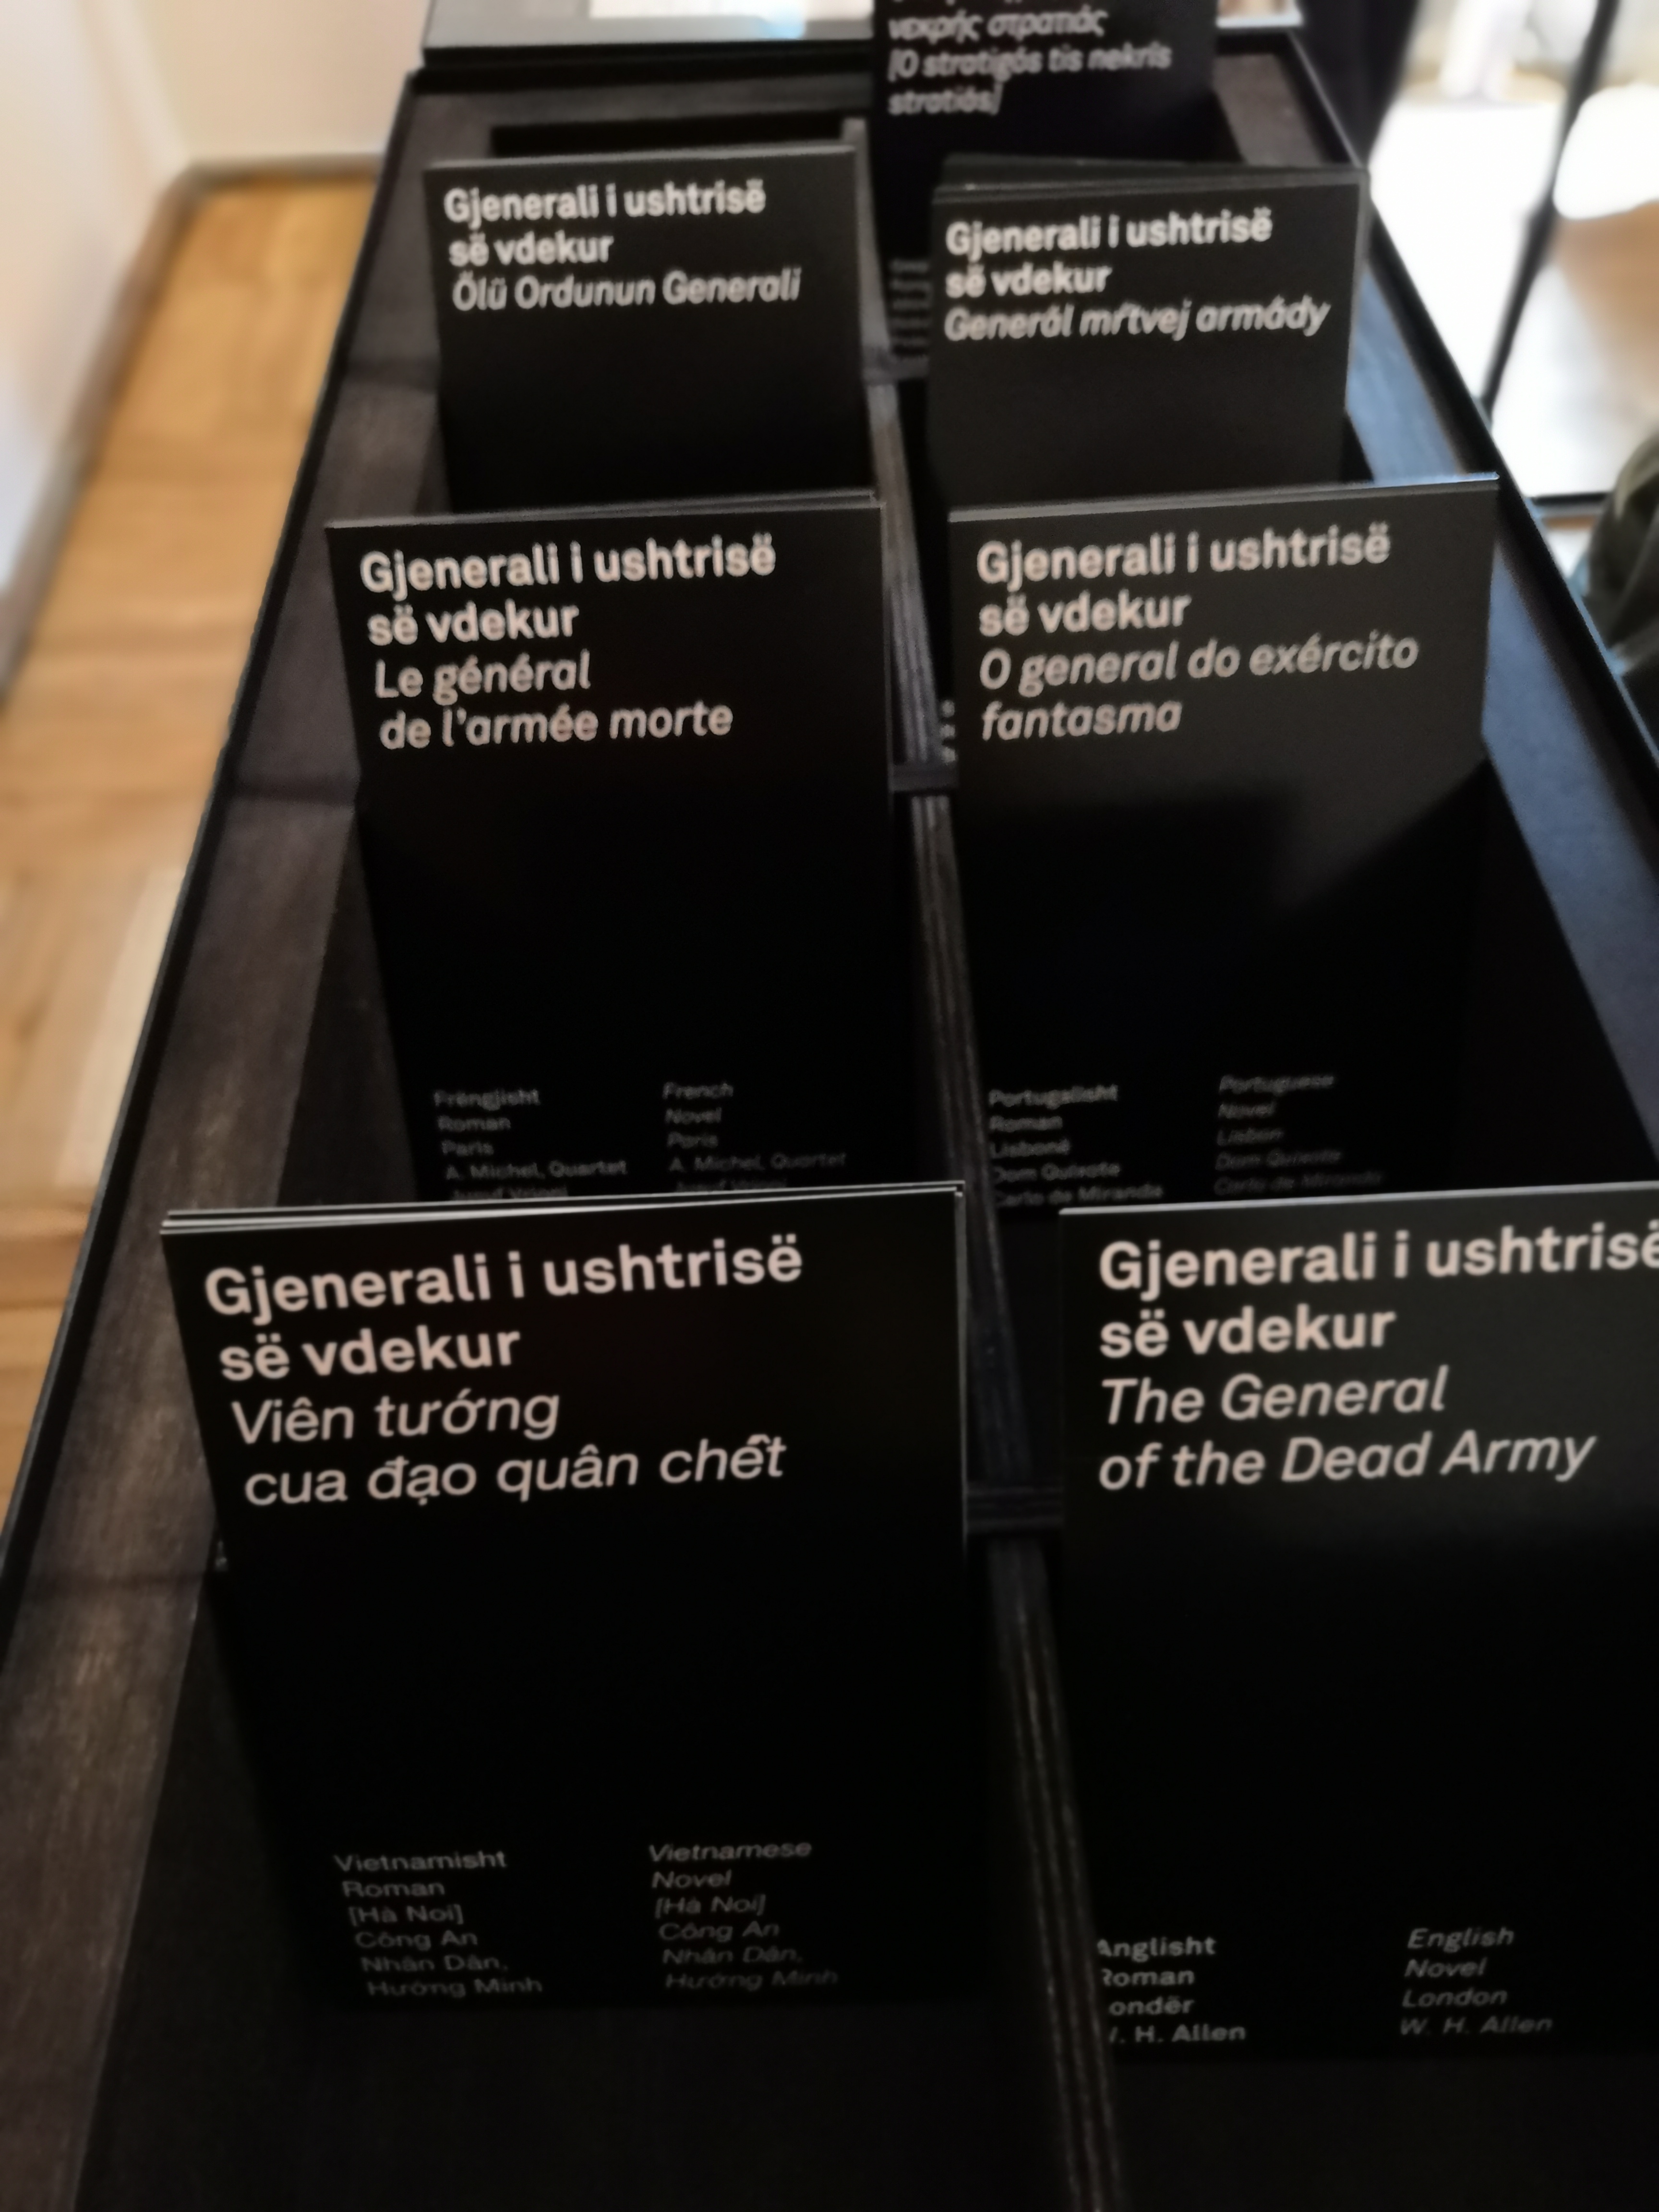 νεκρής στρατιάς
[O stratigós tis nekrís
stratiás]
Gjenerali i ushtrisë
së vdekur
Őlű Ordunun Generali
Gjenerali i ushtrisë
së vdekur
Generál mŕtvej armády
Gjenerali i ushtrisë
së vdekur
Le général
de l'armée morte
Frëngjisht
Roman
Paris
A. Michel, Quartet
French
Novel
Paris
A. Michel, Quartet
Gjenerali i ushtrisë
së vdekur
O general do exército
fantasma
Portugalisht
Roman
Lisbonë
Dom Quixote
Carlo de Miranda
Portuguese
Novel
Lisbon
Dom Quixote
Carlo de Miranda
Gjenerali i ushtrisë
së vdekur
Viên tướng
cua đạo quân chết
Vietnamisht
Roman
[Hà Noi]
Công An
Nhân Dân,
Hướng Minh
Vietnamese
Novel
[Hà Noi]
Công An
Nhân Dân,
Hướng Minh
Gjenerali i ushtrisë
së vdekur
The General
of the Dead Army
Anglisht
Roman
ondër
. H. Allen
English
Novel
London
W. H. Allen